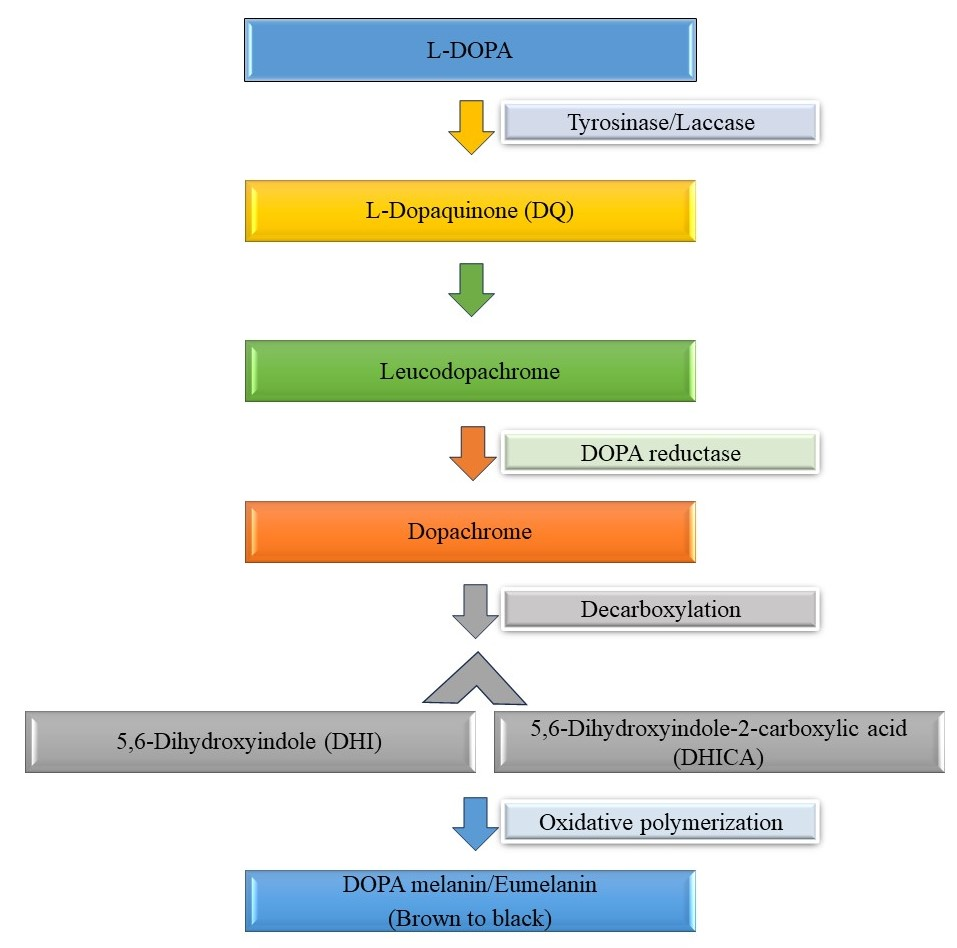 L-DOPA
Tyrosinase/Laccase
L-Dopaquinone (DQ)
Leucodopachrome
DOPA reductase
Dopachrome
Decarboxylation
5,6-Dihydroxyindole (DHI)
5,6-Dihydroxyindole-2-carboxylic acid
(DHICA)
Oxidative polymerization
DOPA melanin/Eumelanin
(Brown to black)